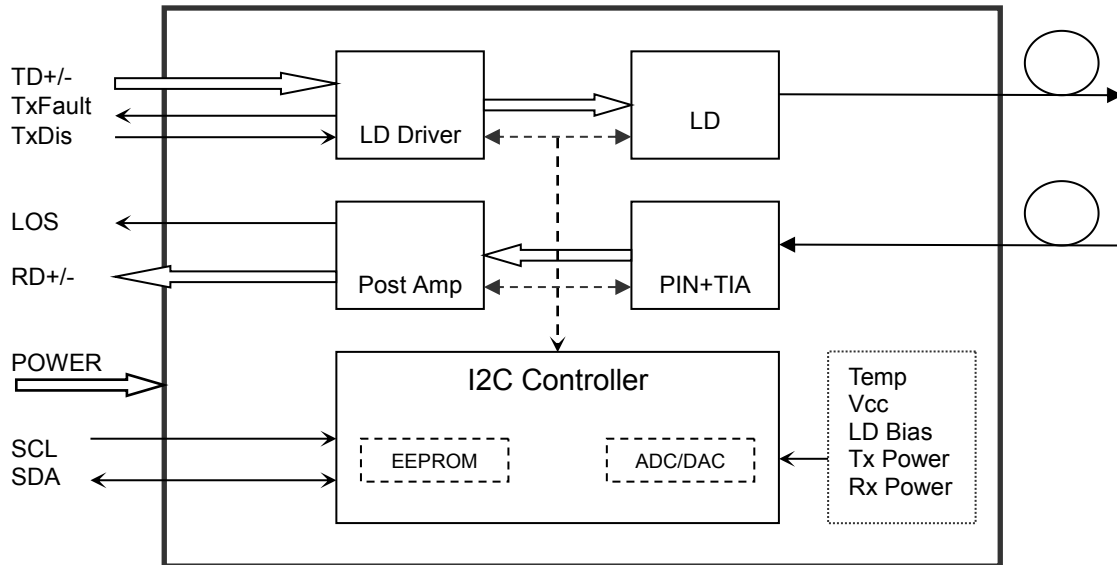 TD+/-
TxFault
TxDis
LD Driver
LD
LOS
RD+/-
Post Amp
PIN+TIA
POWER
I2C Controller
SCL
SDA
EEPROM
ADC/DAC
Temp
Vcc
LD Bias
Tx Power
Rx Power